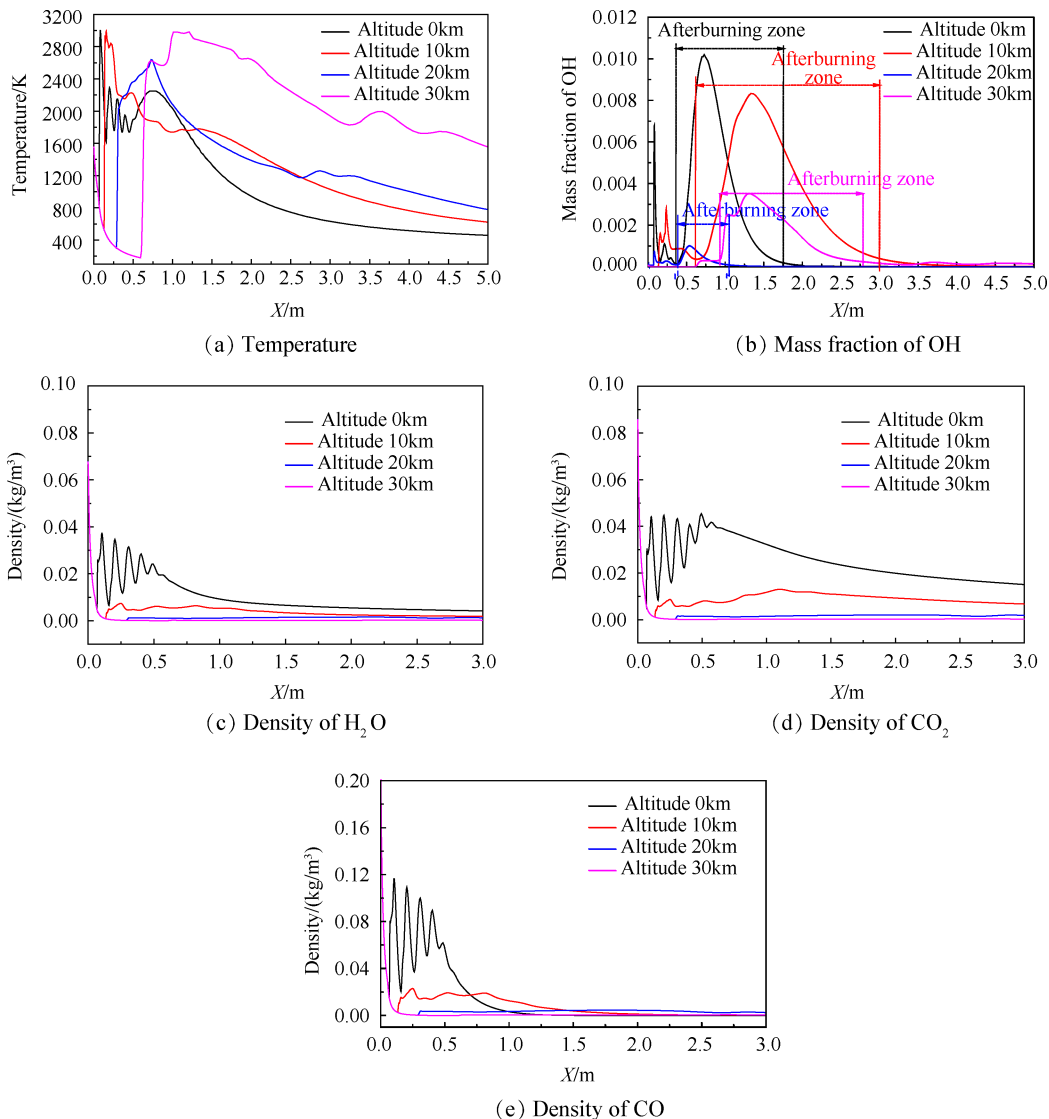 3200
2800
2400
2000
1600
1200
800
400
Temperature/K
Altitude 0km
Altitude 10km
Altitude 20km
Altitude 30km
0.0 0.5 1.0 1.5 2.0 2.5 3.0 3.5 4.0 4.5 5.0
X/m
(a) Temperature
0.012
0.010
0.008
0.006
0.004
0.002
0.000
Mass fraction of OH
Afterburning zone
Altitude 0km
Altitude 10km
Altitude 20km
Altitude 30km
Afterburning
zone
Afterburning zone
Afterburning zone
0.0 0.5 1.0 1.5 2.0 2.5 3.0 3.5 4.0 4.5 5.0
X/m
(b) Mass fraction of OH
0.10
0.08
0.06
0.04
0.02
0.00
Density/(kg/m³)
Altitude 0km
Altitude 10km
Altitude 20km
Altitude 30km
0.0 0.5 1.0 1.5 2.0 2.5 3.0
X/m
(c) Density of H₂O
0.10
0.08
0.06
0.04
0.02
0.00
Density/(kg/m³)
Altitude 0km
Altitude 10km
Altitude 20km
Altitude 30km
0.0 0.5 1.0 1.5 2.0 2.5 3.0
X/m
(d) Density of CO₂
0.20
0.16
0.12
0.08
0.04
0.00
Density/(kg/m³)
Altitude 0km
Altitude 10km
Altitude 20km
Altitude 30km
0.0 0.5 1.0 1.5 2.0 2.5 3.0
X/m
(e) Density of CO